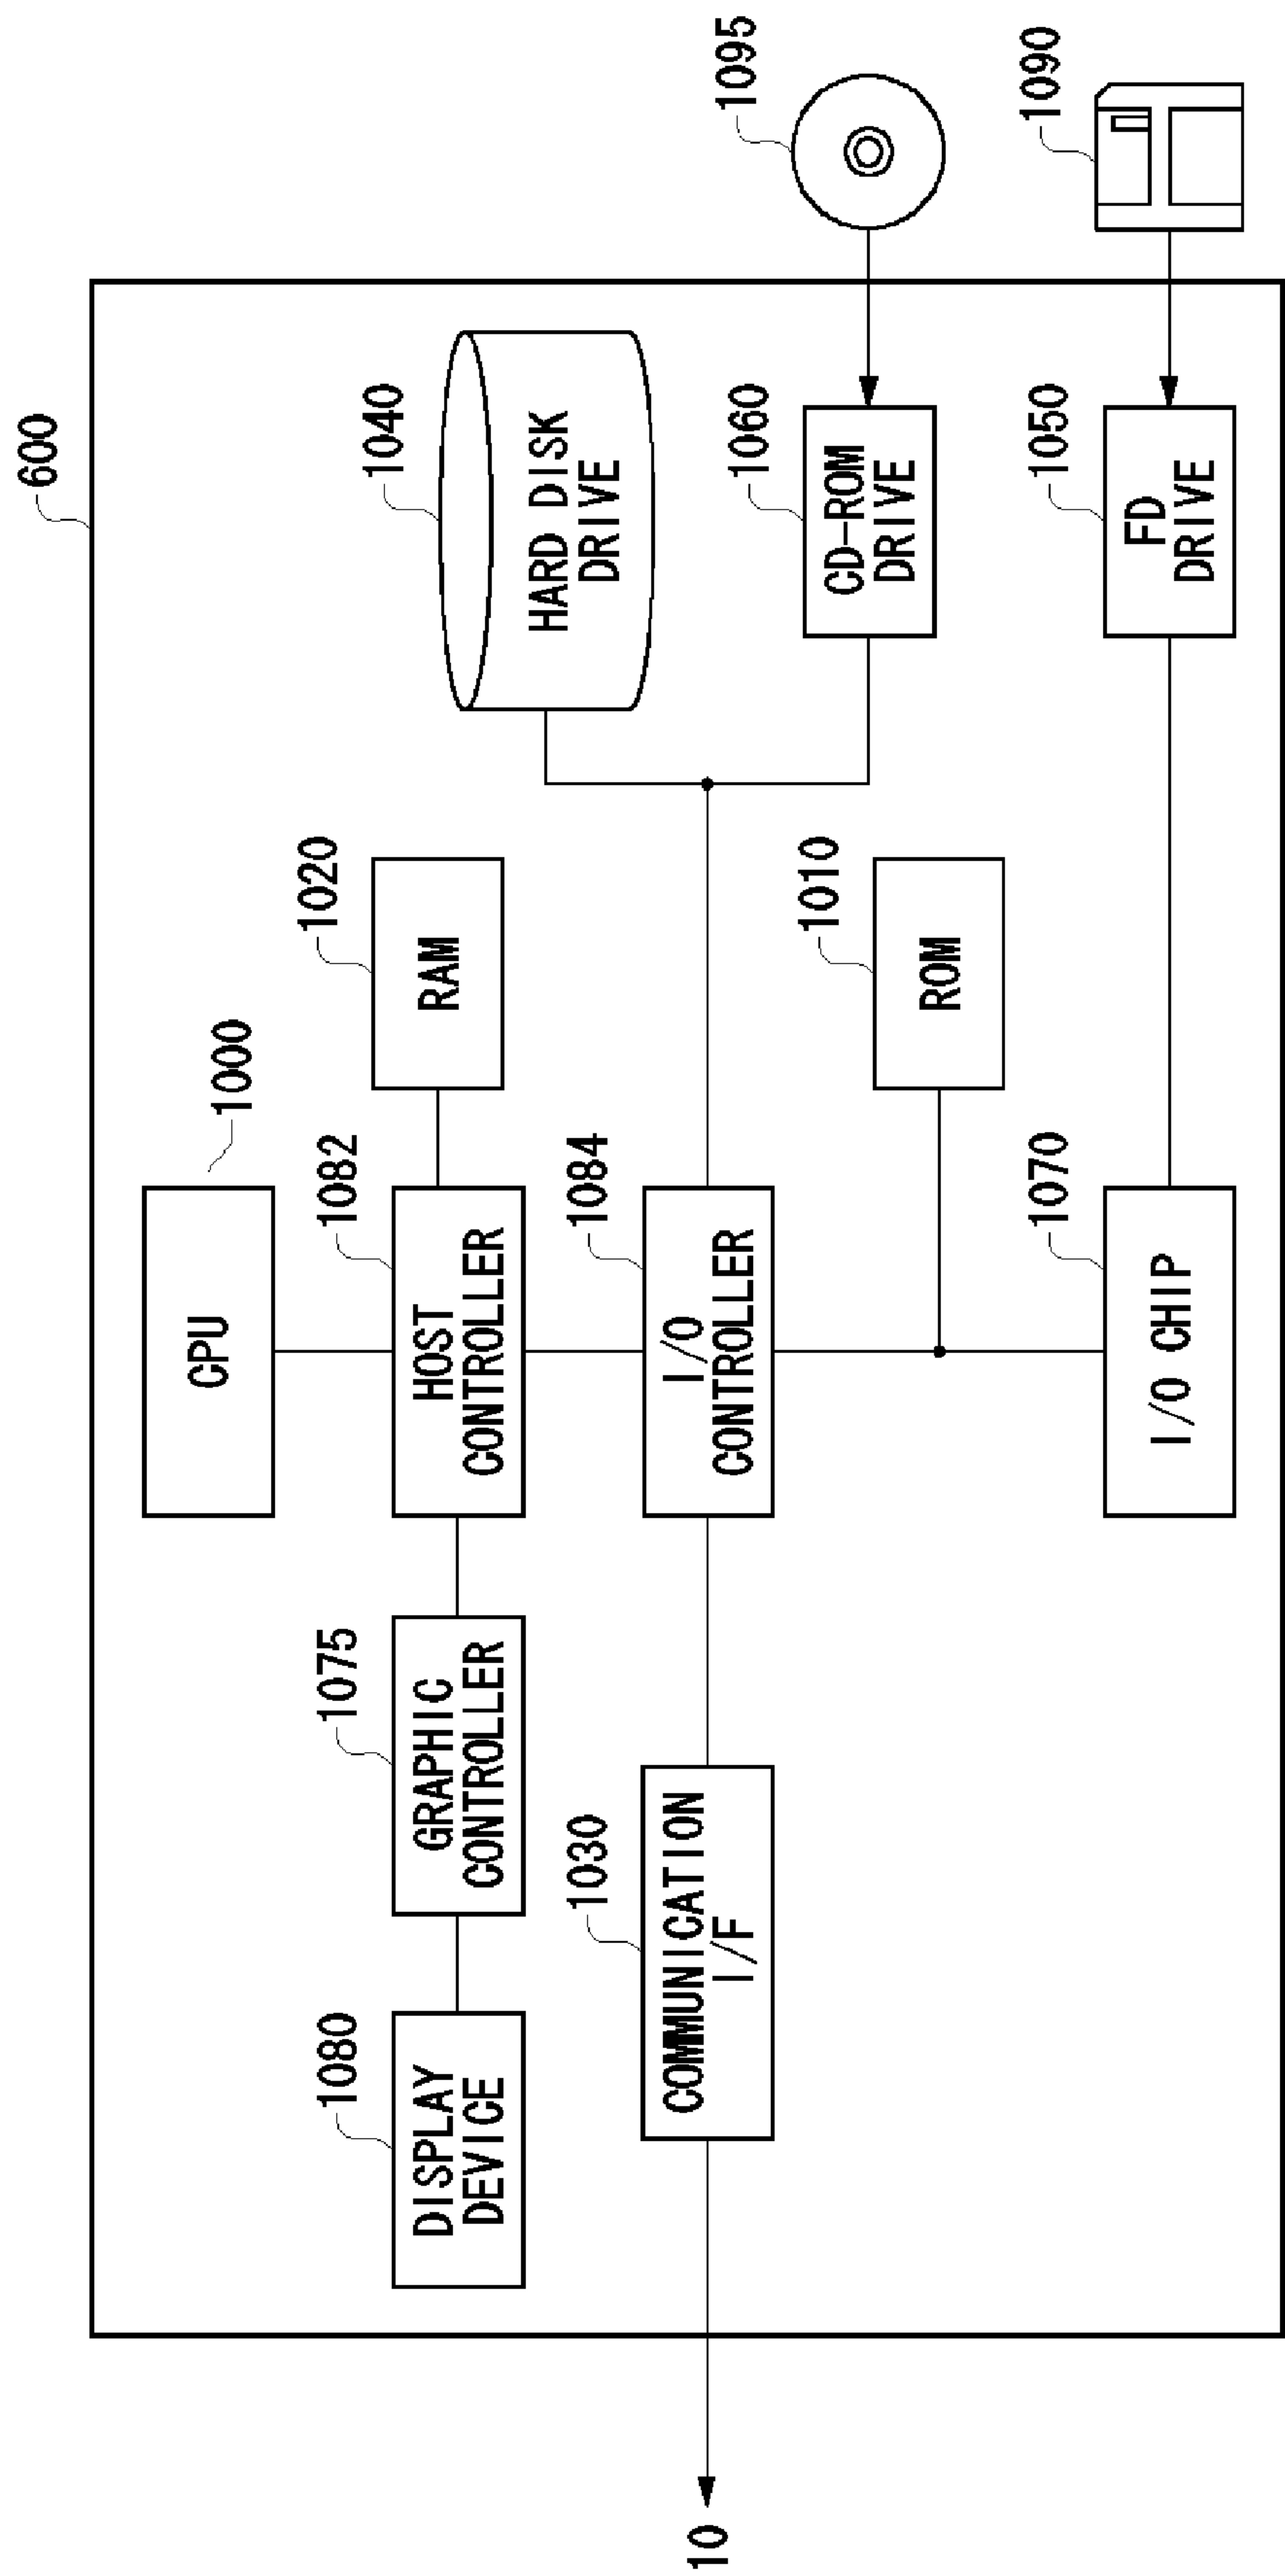 600
CPU
1000
DISPLAY
DEVICE
1080
GRAPHIC
CONTROLLER
1075
HOST
CONTROLLER
1082
RAM
1020
HARD DISK
DRIVE
1040
10
COMMUNICATION
I/F
1030
I/O
CONTROLLER
1084
ROM
1010
CD-ROM
DRIVE
1060
1095
I/O CHIP
1070
FD
DRIVE
1050
1090